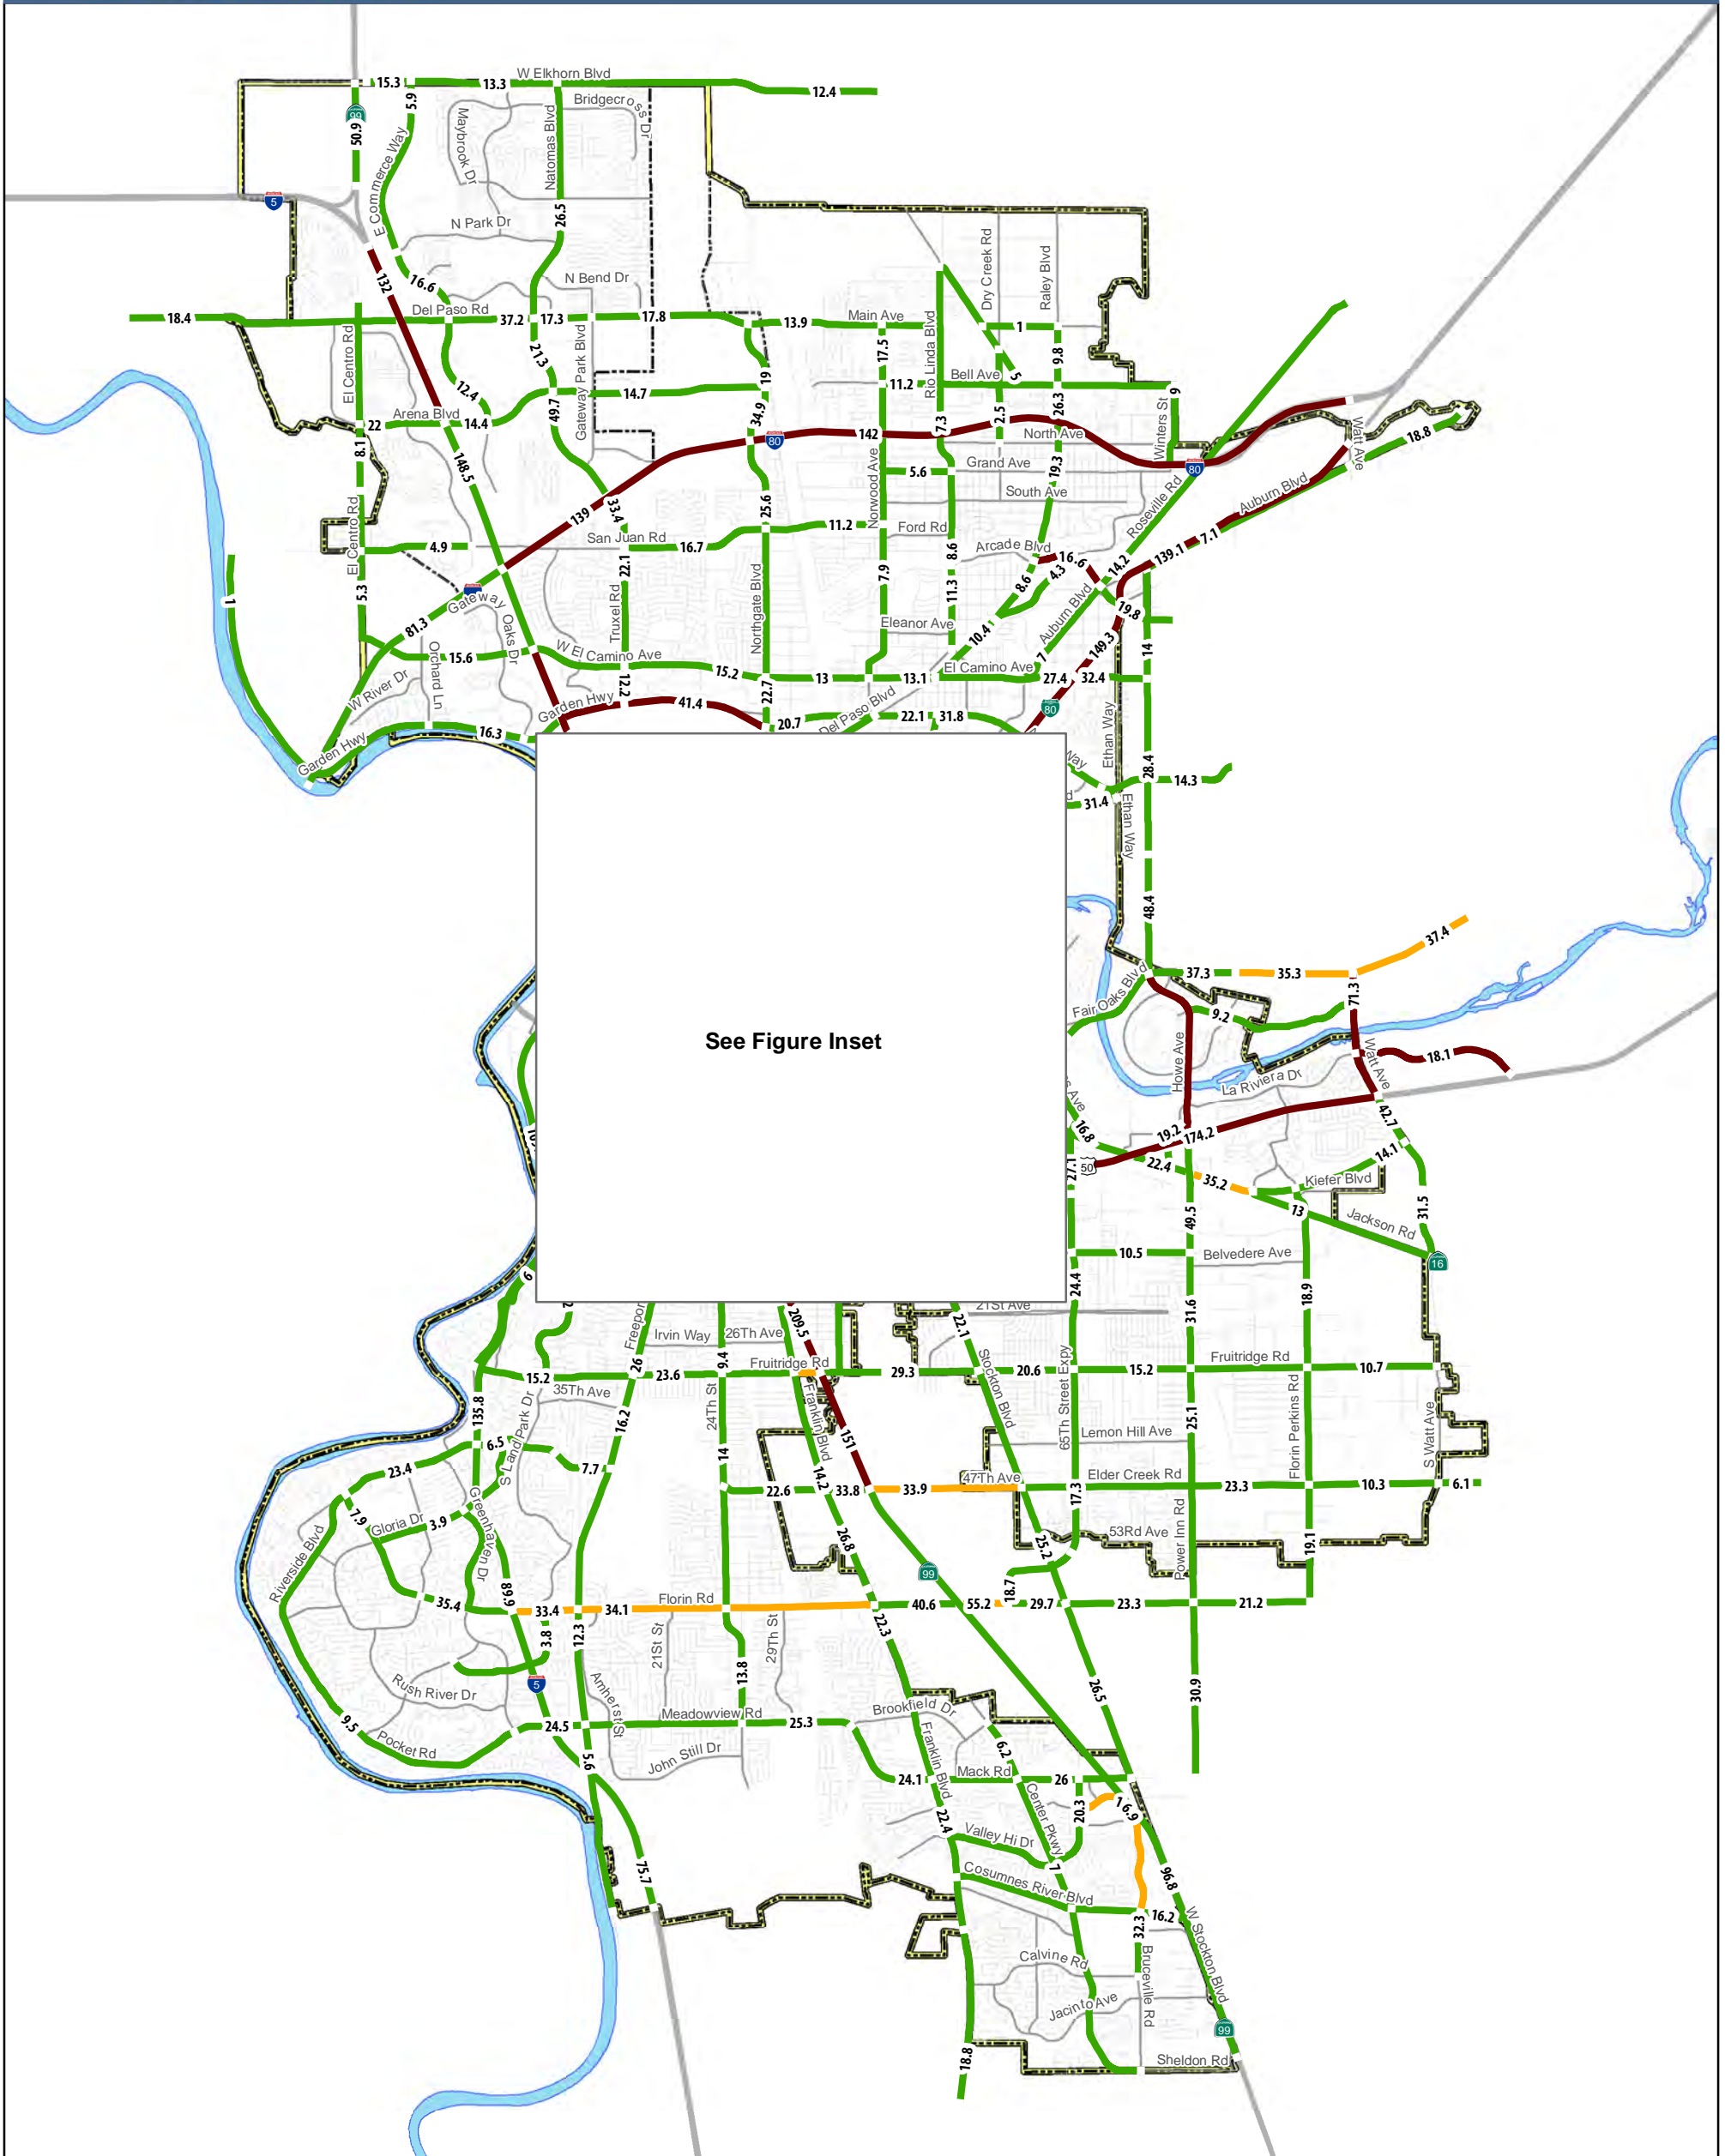 W Elkhorn Blvd
15.3
13.3
12.4
Bridgecross Dr
99
5.9
50.9
Maybrook Dr
Natomas Blvd
E Commerce Way
5
26.5
N Park Dr
Dry Creek Rd
Raley Blvd
132
16.6
N Bend Dr
18.4
Del Paso Rd
37.2
17.3
17.8
13.9
Main Ave
1
El Centro Rd
21.3
Gateway Park Blvd
17.5
Rio Linda Blvd
9.8
12.4
19
11.2
Bell Ave
5
14.7
9
22
Arena Blvd
14.4
49.7
34.9
2.5
26.3
Winters St
8.1
80
142
7.3
North Ave
Watt Ave
18.8
148.5
5.6
Grand Ave
19.3
80
33.4
25.6
Norwood Ave
South Ave
Roseville Rd
Auburn Blvd
139
11.2
Ford Rd
El Centro Rd
4.9
San Juan Rd
16.7
8.6
Arcade Blvd
16.6
139.1
7.1
22.1
7.9
14.2
1
5.3
Northgate Blvd
11.3
8.6
4.3
Gateway Oaks Dr
Truxel Rd
Auburn Blvd
19.8
81.3
Eleanor Ave
10.4
149.3
Orchard Ln
15.6
W El Camino Ave
15.2
El Camino Ave
7
14
W River Dr
12.2
22.7
13
13.1
27.4
32.4
Garden Hwy
41.4
Del Paso Blvd
80
16.3
20.7
22.1
31.8
Ethan Way
Garden Hwy
Way
28.4
14.3
31.4
Ethan Way
48.4
37.4
37.3
35.3
Fair Oaks Blvd
71.3
9.2
See Figure Inset
Howe Ave
Watt Ave
18.1
La Riviera Dr
s Ave
16.8
42.7
19.2
174.2
14.1
50
22.4
27.1
35.2
Kiefer Blvd
31.5
49.5
13
Jackson Rd
10.5
Belvedere Ave
16
6
24.4
18.9
21St Ave
209.5
22.1
31.6
Freepor
Irvin Way
26Th Ave
26
9.4
Fruitridge Rd
Fruitridge Rd
15.2
23.6
29.3
20.6
15.2
10.7
35Th Ave
135.8
S Land Park Dr
16.2
24Th St
Franklin Blvd
Stockton Blvd
65Th Street Expy
25.1
Florin Perkins Rd
S Watt Ave
6.5
151
Lemon Hill Ave
23.4
7.7
14
14.2
47Th Ave
Elder Creek Rd
22.6
33.8
33.9
17.3
23.3
10.3
6.1
7.9
Gloria Dr
3.9
Greenhaven Dr
26.8
25.2
53Rd Ave
Power Inn Rd
19.1
Riverside Blvd
99
18.7
35.4
89.9
33.4
34.1
Florin Rd
40.6
55.2
29.7
23.3
21.2
3.8
12.3
21St St
29Th St
22.3
5
13.8
26.5
30.9
Rush River Dr
Amherst St
9.5
Pocket Rd
24.5
Meadowview Rd
25.3
Brookfield Dr
John Still Dr
5.6
Franklin Blvd
6.2
24.1
Mack Rd
26
22.4
Center Pkwy
20.3
16.9
Valley Hi Dr
75.7
7
96.8
Cosumnes River Blvd
16.2
32.3
Calvine Rd
Bruceville Rd
W Stockton Blvd
Jacinto Ave
99
18.8
Sheldon Rd